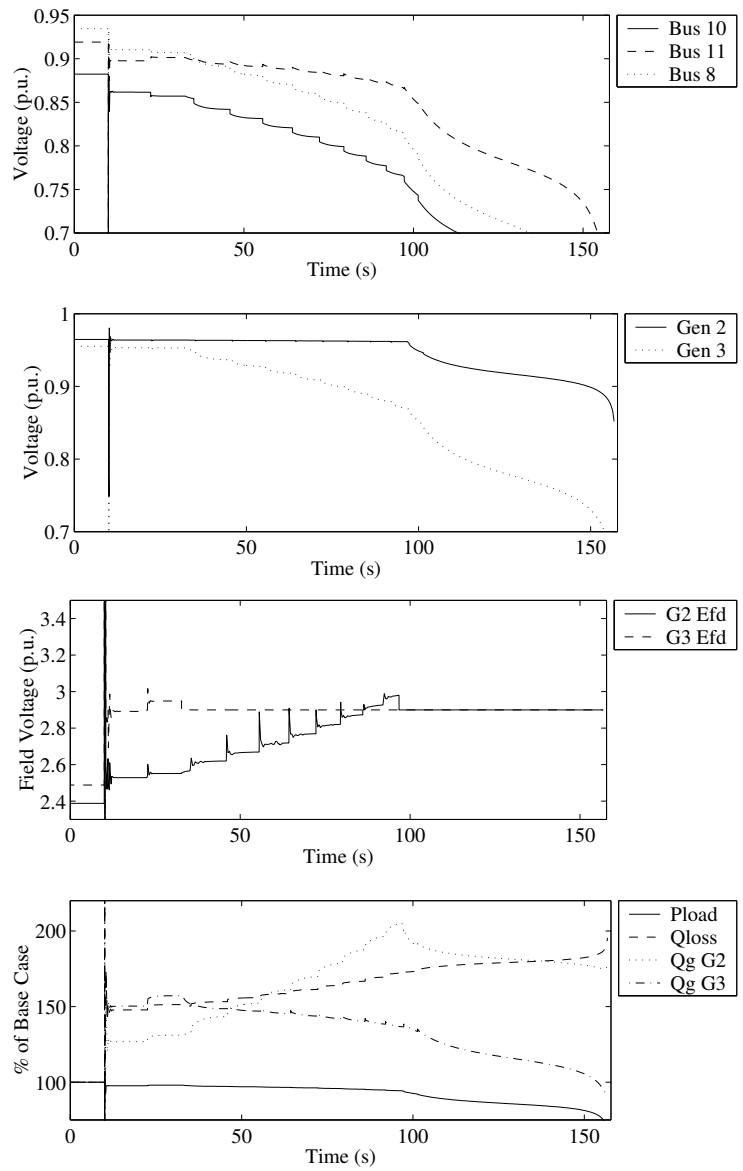 0.95
0.9
0.85
0.8
0.75
0.7
Voltage (p.u.)
0
50
100
150
Time (s)
Bus 10
Bus 11
Bus 8
1
0.9
0.8
0.7
Voltage (p.u.)
0
50
100
150
Time (s)
Gen 2
Gen 3
3.4
3.2
3
2.8
2.6
2.4
Field Voltage (p.u.)
0
50
100
150
Time (s)
G2 Efd
G3 Efd
200
150
100
% of Base Case
0
50
100
150
Time (s)
Pload
Qloss
Qg G2
Qg G3